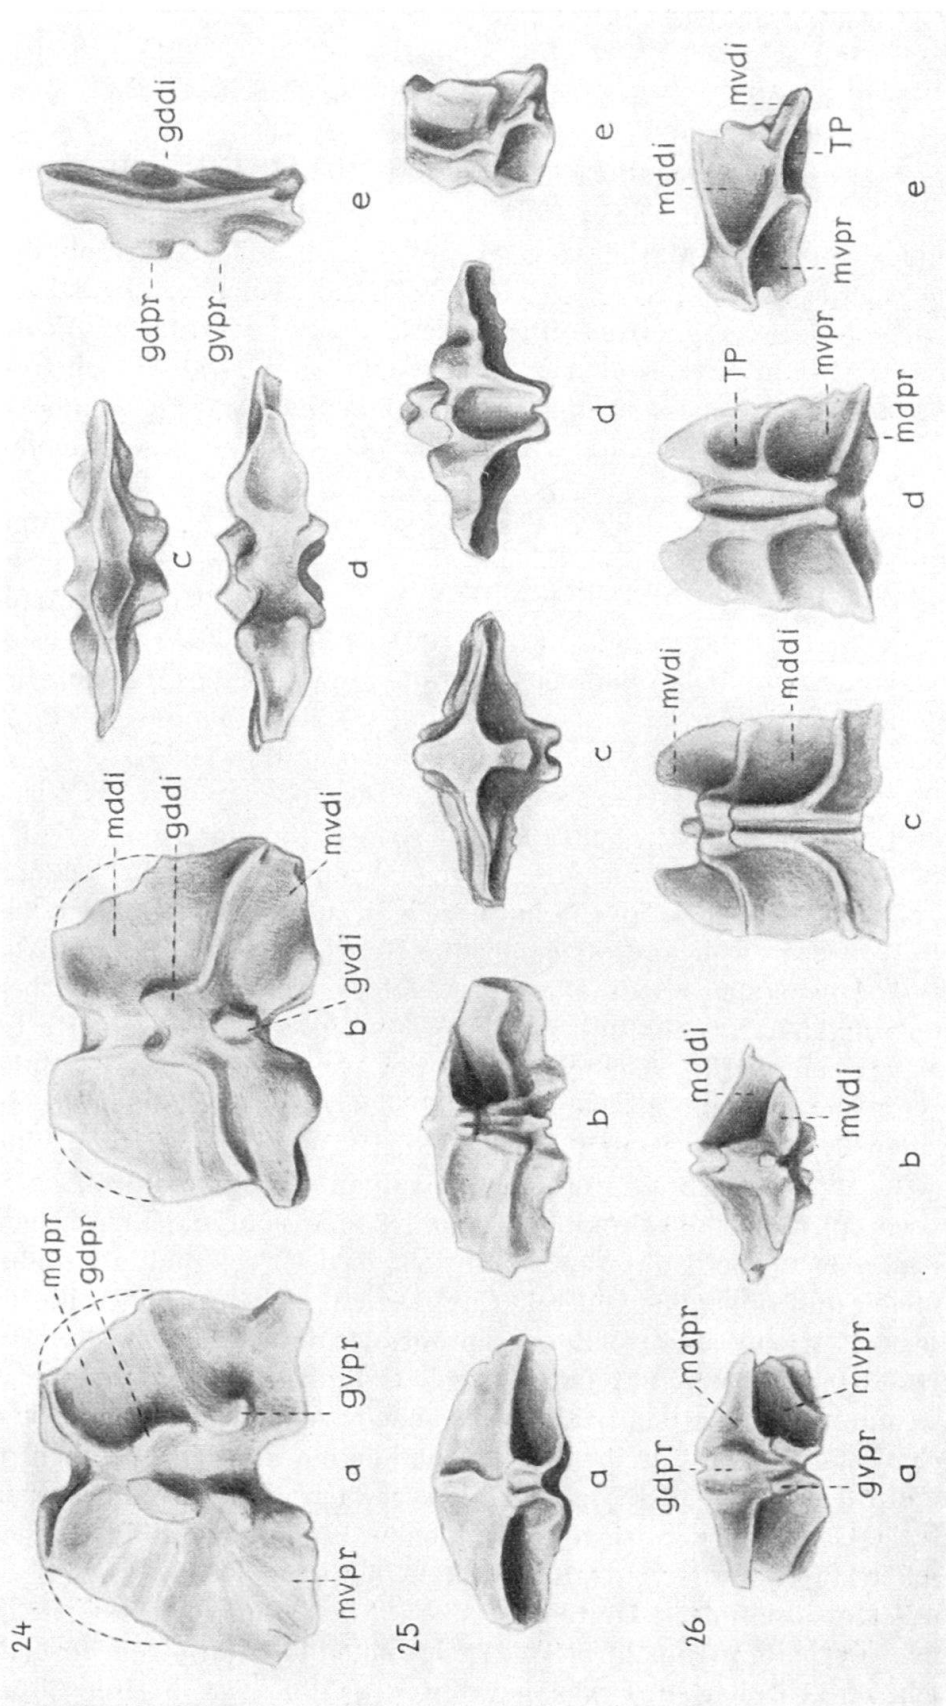 24
mdpr
gdpr
mvpr
a
gvpr
mddi
gddi
b
gvdi
mvdi
c
d
gddi
gdpr
gvpr
e
25
a
b
c
d
e
26
gdpr
mdpr
gvpr
mvpr
a
mddi
mvdi
b
mvdi
mddi
c
TP
mvpr
mdpr
d
mddi
mvdi
mvpr
TP
e